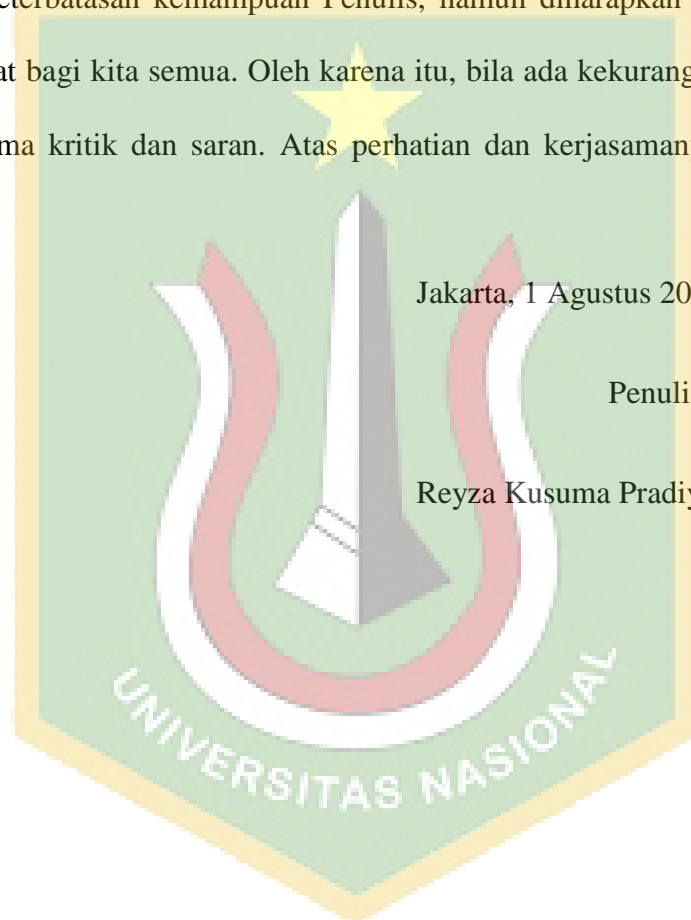 eterbatasan kemampuan Penulis, namun diharapkan
at bagi kita semua. Oleh karena itu, bila ada kekurang
ma kritik dan saran. Atas perhatian dan kerjasaman
Jakarta, 1 Agustus 20
Penuli
Reyza Kusuma Pradiy
UNIVERSITAS NASIONAL